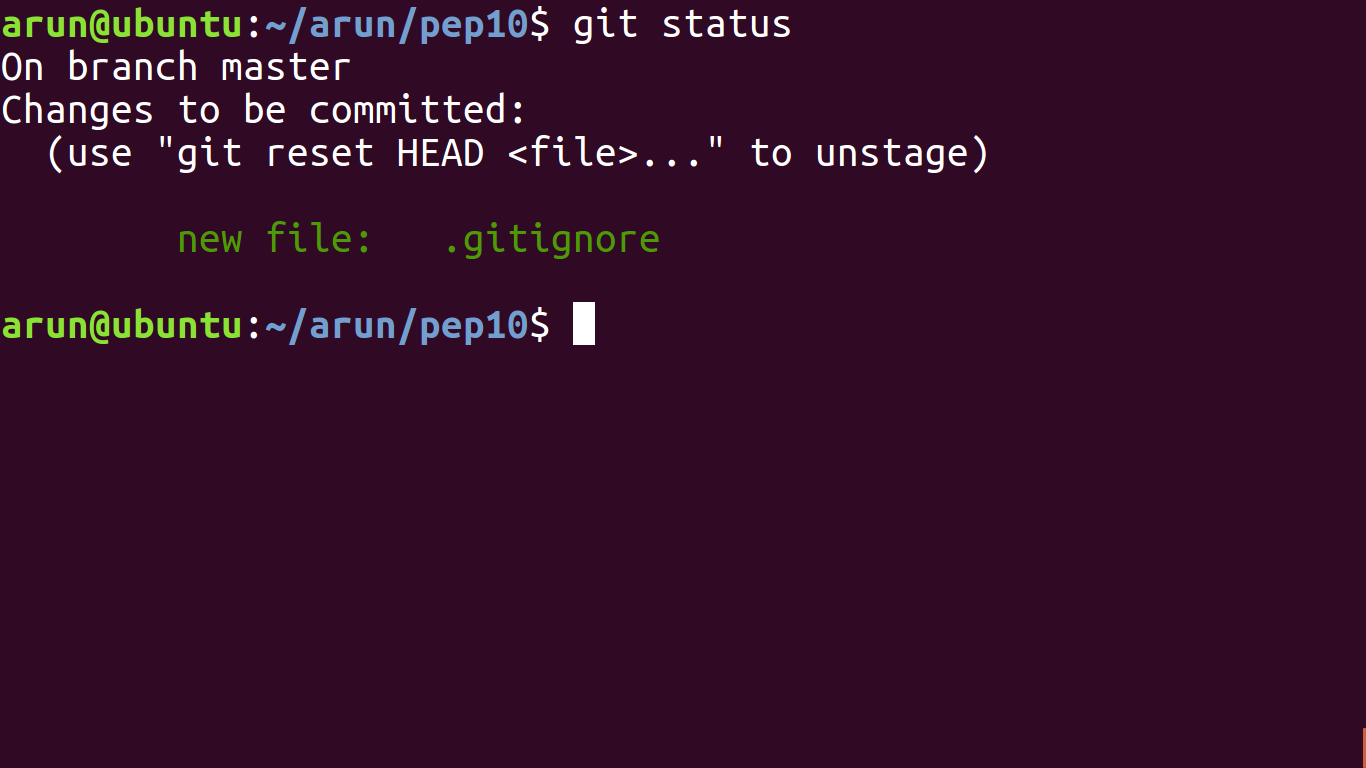 arun@ubuntu:~/arun/pep10$ git status
On branch master
Changes to be committed:
  (use "git reset HEAD <file>..." to unstage)
        new file:   .gitignore
arun@ubuntu:~/arun/pep10$